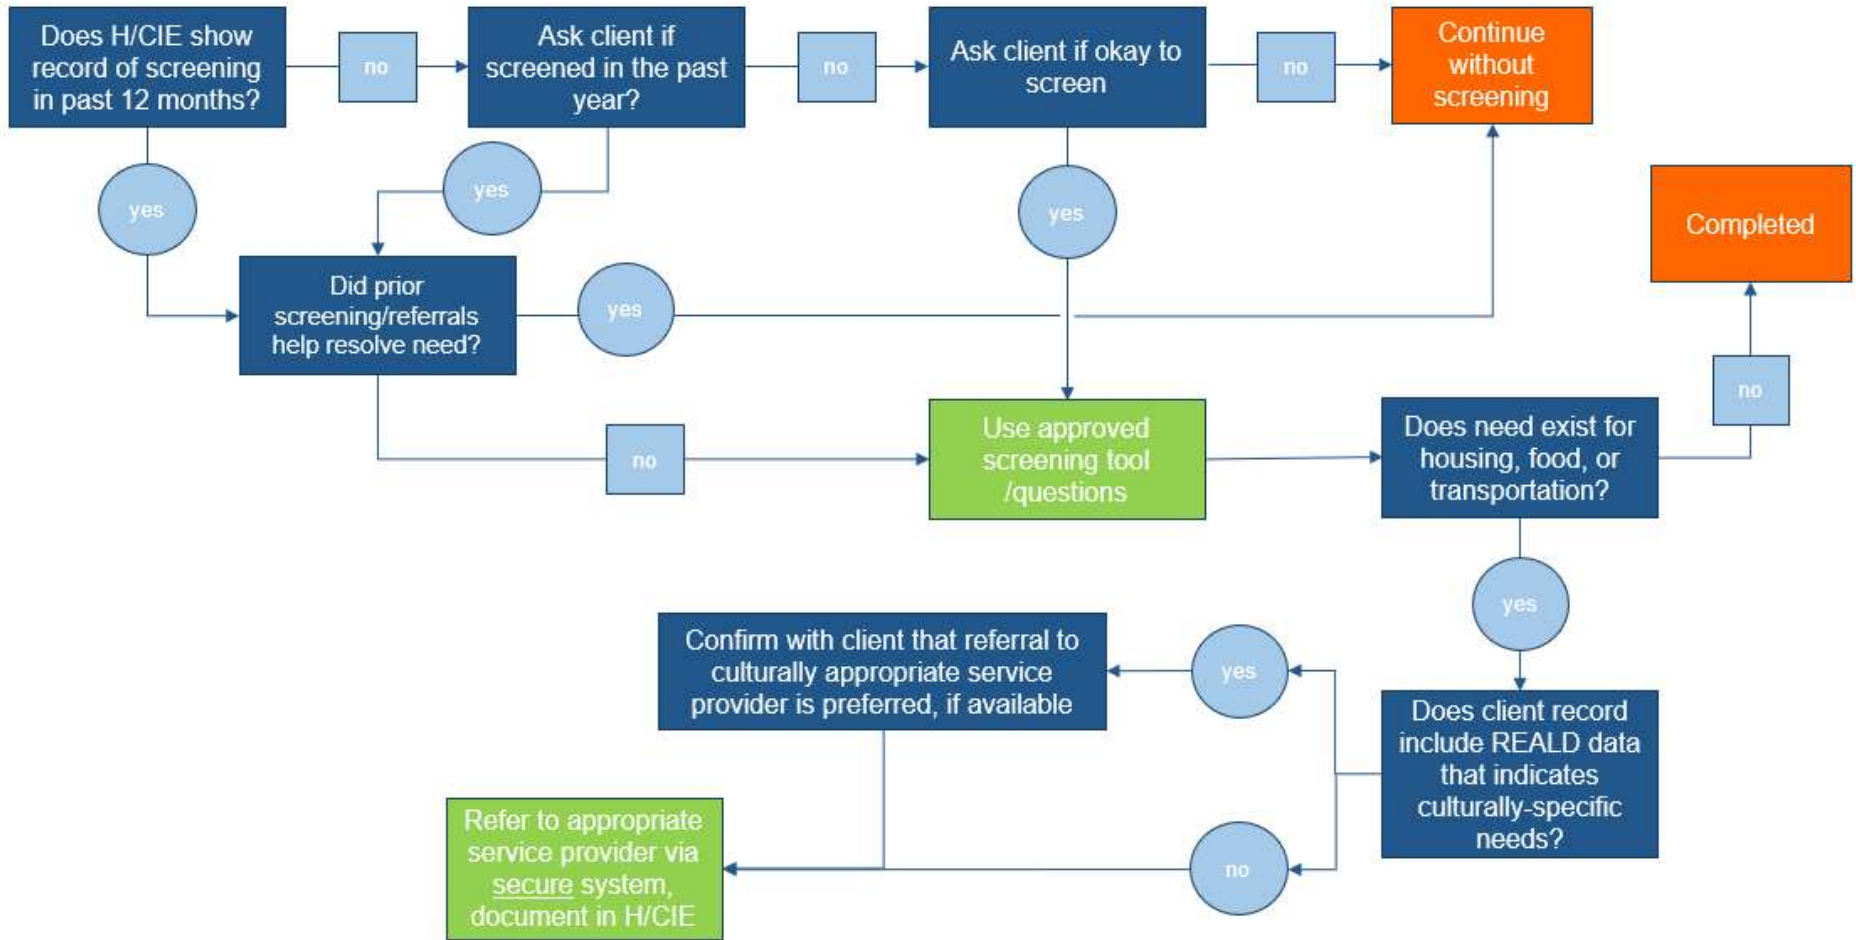 Does H/CIE show
record of screening
in past 12 months?
no
Ask client if
screened in the past
year?
no
Ask client if okay to
screen
no
Continue
without
screening
yes
yes
yes
Completed
Did prior
screening/referrals
help resolve need?
yes
no
no
Use approved
screening tool
/questions
Does need exist for
housing, food, or
transportation?
yes
Confirm with client that referral to
culturally appropriate service
provider is preferred, if available
yes
Does client record
include REALD data
that indicates
culturally-specific
needs?
Refer to appropriate
service provider via
secure system,
document in H/CIE
no